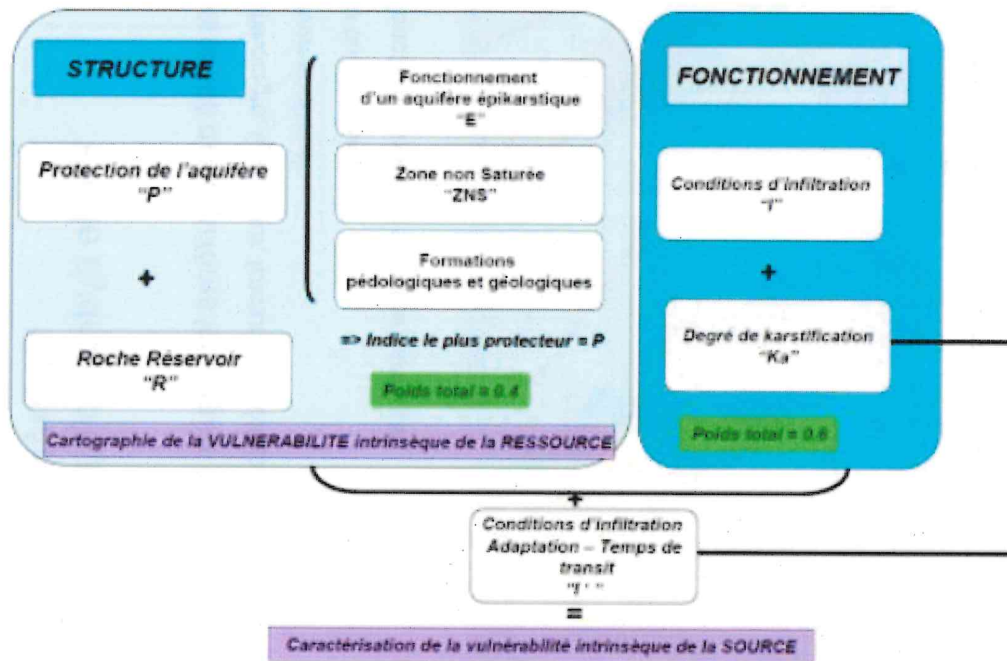 STRUCTURE
Protection de l'aquifère
"P"
+
Roche Réservoir
"R"
Fonctionnement
d'un aquifère épikarstique
"E"
Zone non Saturée
"ZNS"
Formations
pédologiques et géologiques
=> Indice le plus protecteur = P
Poids total = 0.4
Cartographie de la VULNERABILITE intrinsèque de la RESSOURCE
FONCTIONNEMENT
Conditions d'infiltration
"I"
+
Degré de karstification
"Ka"
Poids total = 0.6
+
Conditions d'infiltration
Adaptation – Temps de
transit
"I' "
=
Caractérisation de la vulnérabilité intrinsèque de la SOURCE